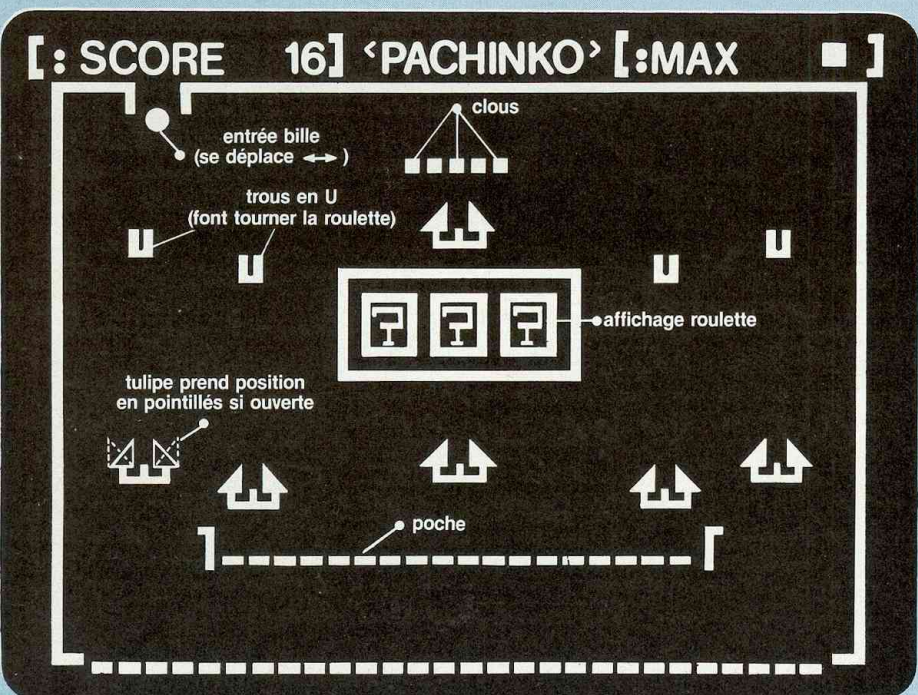 [: SCORE 16] ‹PACHINKO› [:MAX ■ ]
clous
entrée bille
(se déplace ↔ )
trous en U
(font tourner la roulette)
U
U
U
U
? ? ?
affichage roulette
tulipe prend position
en pointillés si ouverte
poche